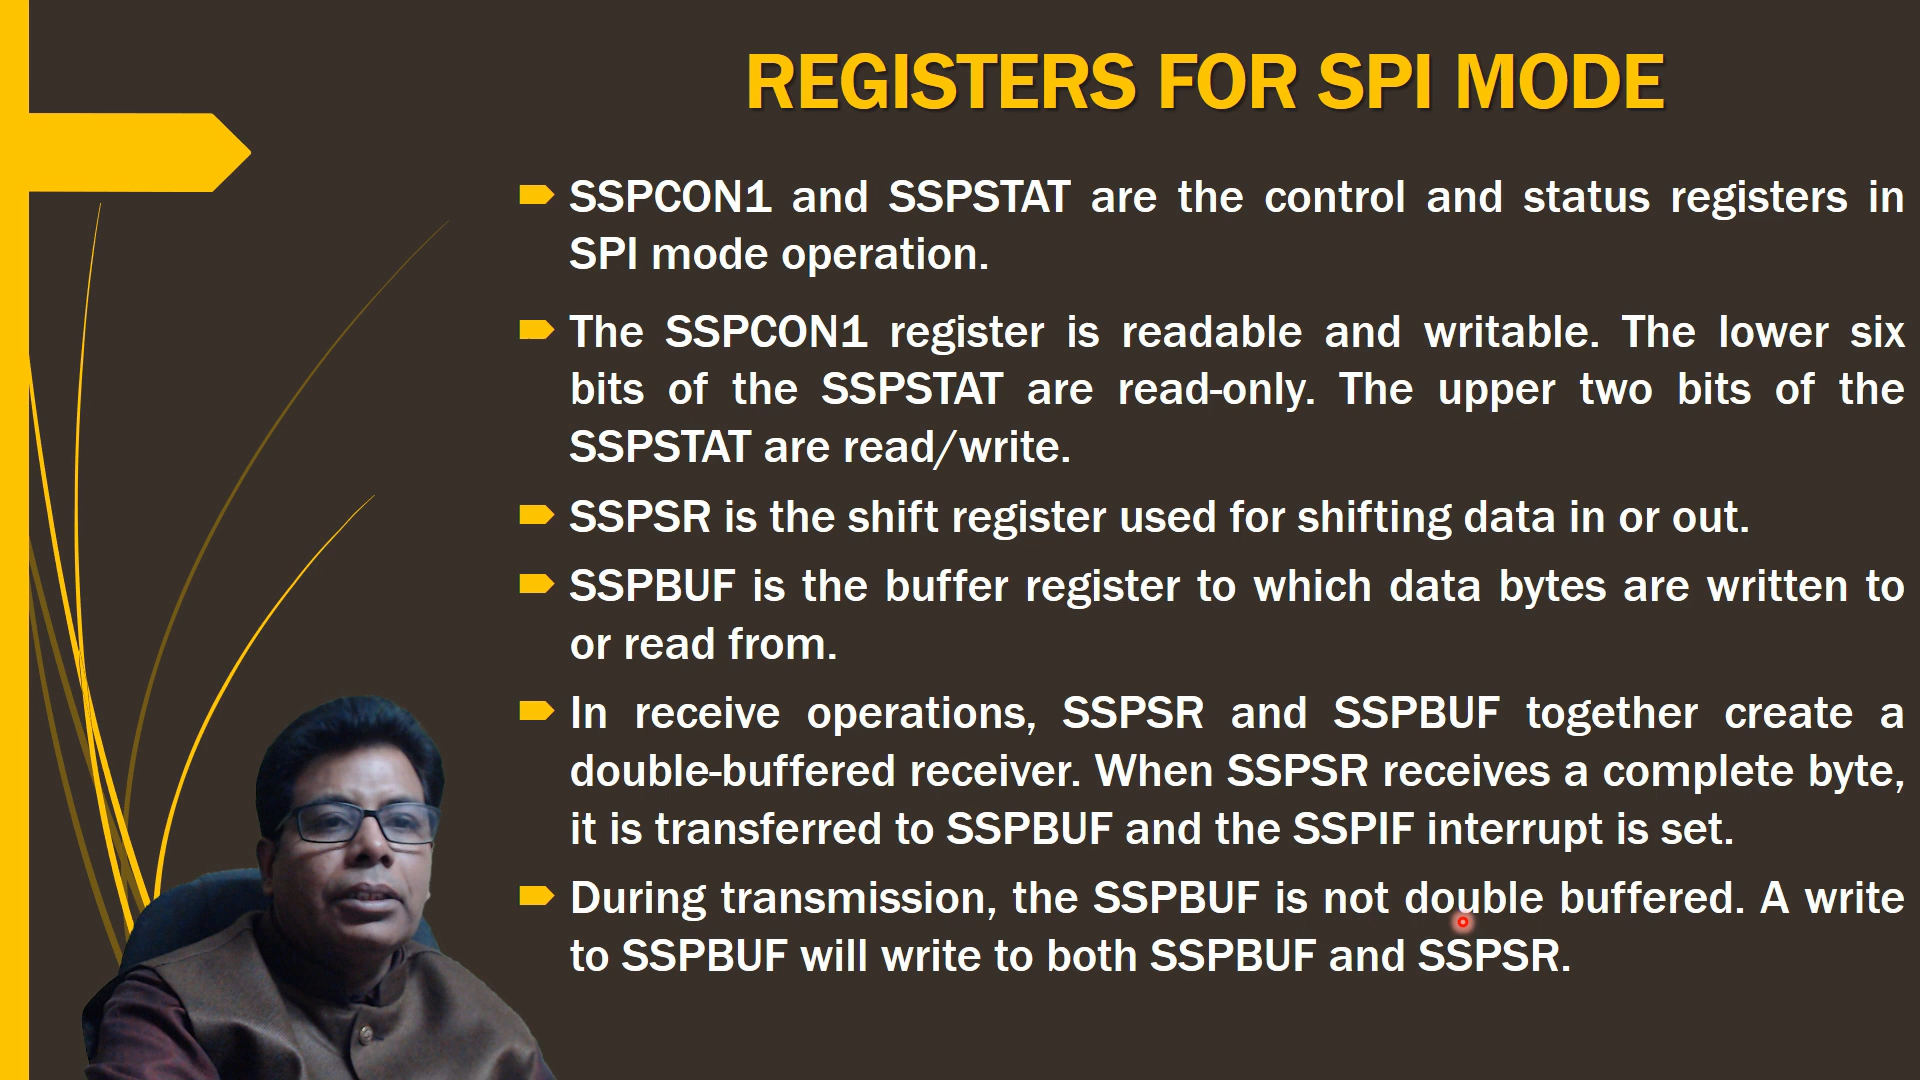 REGISTERS FOR SPI MODE
SSPCON1 and SSPSTAT are the control and status registers in
SPI mode operation.
The SSPCON1 register is readable and writable. The lower six
bits of the SSPSTAT are read-only. The upper two bits of the
SSPSTAT are read/write.
SSPSR is the shift register used for shifting data in or out.
SSPBUF is the buffer register to which data bytes are written to
or read from.
In receive operations, SSPSR and SSPBUF together create a
double-buffered receiver. When SSPSR receives a complete byte,
it is transferred to SSPBUF and the SSPIF interrupt is set.
During transmission, the SSPBUF is not double buffered. A write
to SSPBUF will write to both SSPBUF and SSPSR.